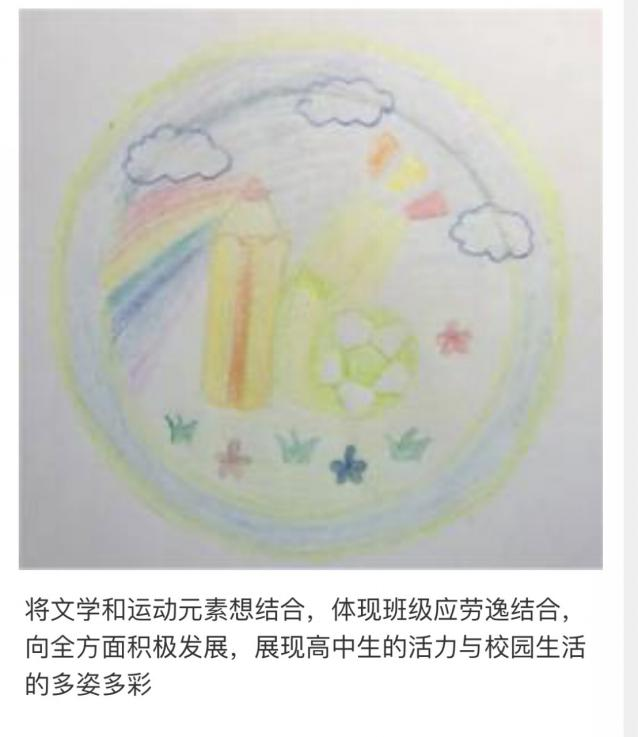 将文学和运动元素想结合，体现班级应劳逸结合，
向全方面积极发展，展现高中生的活力与校园生活
的多姿多彩